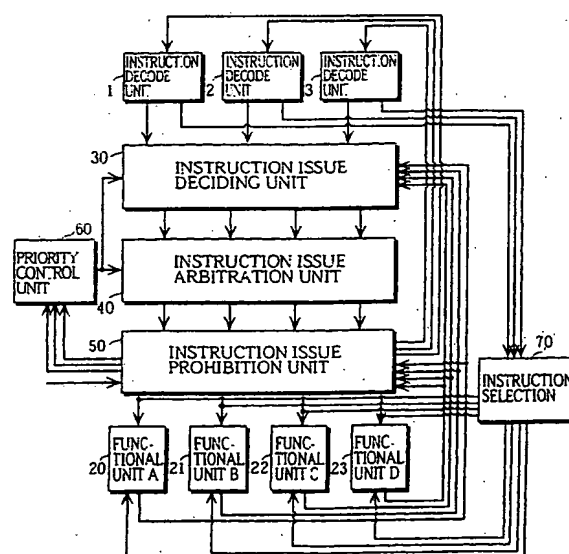 INSTRUCTION
DECODE
UNIT
1
INSTRUCTION
DECODE
UNIT
2
INSTRUCTION
DECODE
UNIT
3
30
INSTRUCTION ISSUE
DECIDING UNIT
60
PRIORITY
CONTROL
UNIT
INSTRUCTION ISSUE
ARBITRATION UNIT
40
50
INSTRUCTION ISSUE
PROHIBITION UNIT
70
INSTRUCTION
SELECTION
FUNC-
TIONAL
UNIT A
20
FUNC-
TIONAL
UNIT B
21
FUNC-
TIONAL
UNIT C
22
FUNC-
TIONAL
UNIT D
23